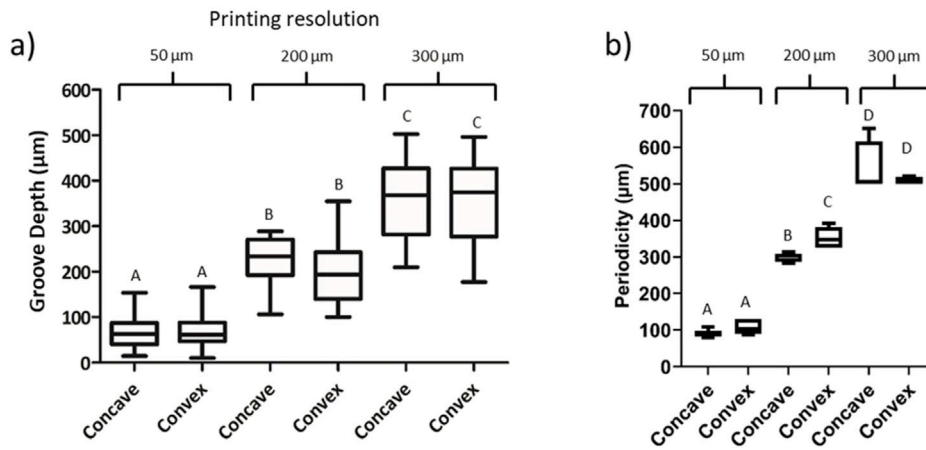 Printing resolution
a)
50 µm
200 µm
300 µm
Groove Depth (µm)
600
500
400
300
200
100
0
A
A
B
B
C
C
Concave
Convex
Concave
Convex
Concave
Convex
b)
50 µm
200 µm
300 µm
Periodicity (µm)
700
600
500
400
300
200
100
0
A
A
B
C
D
D
Concave
Convex
Concave
Convex
Concave
Convex